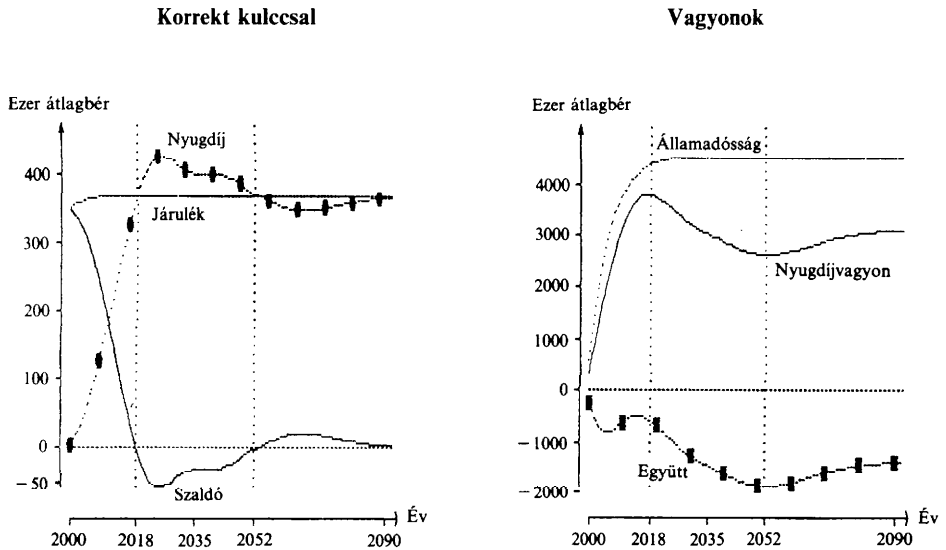 Korrekt kulccsal
Ezer átlagbér
400
300
200
100
0
− 50
Nyugdíj
Járulék
Szaldó
Év
2000 2018 2035 2052 2090
Vagyonok
Ezer átlagbér
4000
3000
2000
1000
0
− 1000
− 2000
Államadósság
Nyugdíjvagyon
Együtt
Év
2000 2018 2035 2052 2090